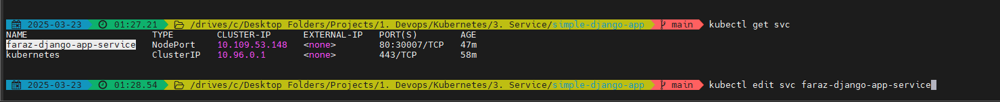 2025-03-23 01:27.21 /drives/c/Desktop Folders/Projects/1. Devops/Kubernetes/3. Service/simple-django-app main kubectl get svc
NAME TYPE CLUSTER-IP EXTERNAL-IP PORT(S) AGE
faraz-django-app-service NodePort 10.109.53.148 <none> 80:30007/TCP 47m
kubernetes ClusterIP 10.96.0.1 <none> 443/TCP 58m
2025-03-23 01:28.54 /drives/c/Desktop Folders/Projects/1. Devops/Kubernetes/3. Service/simple-django-app main kubectl edit svc faraz-django-app-service